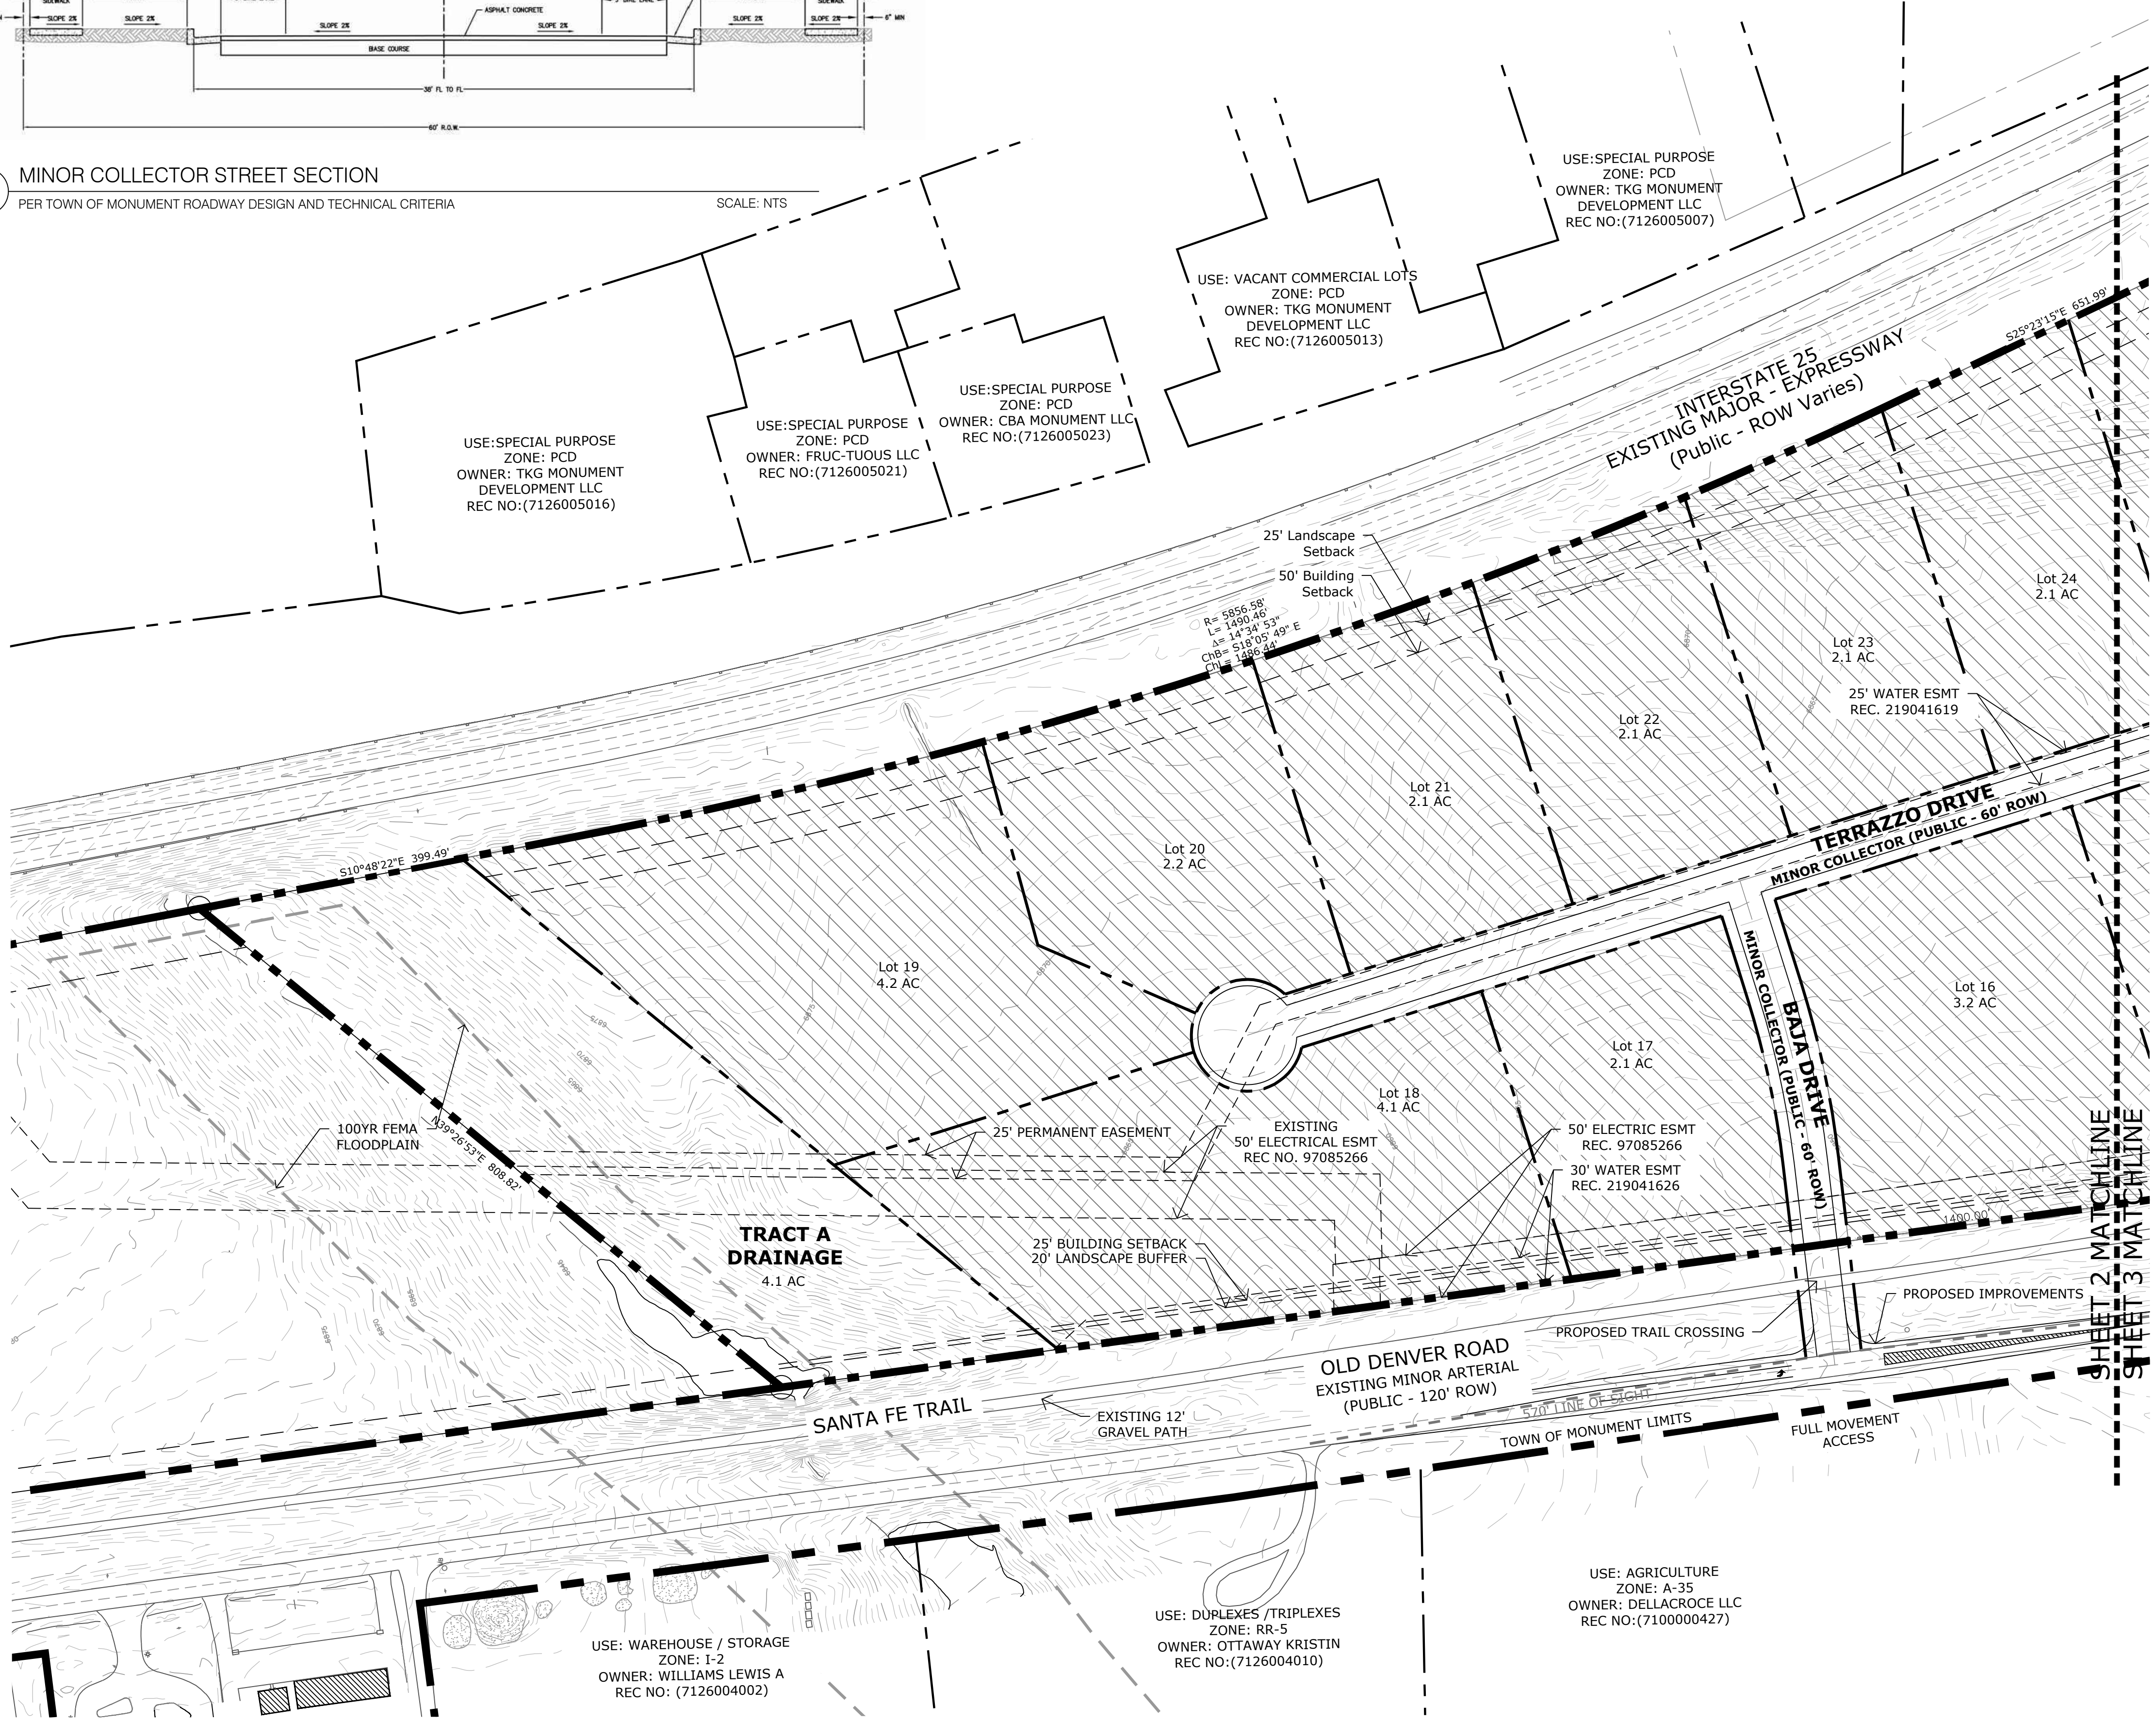 SIDEWALK
SIDEWALK
SLOPE 2%
SLOPE 2%
SLOPE 2%
ASPHALT CONCRETE
SLOPE 2%
SLOPE 2%
SLOPE 2%
6" MIN
BASE COURSE
38' FL TO FL
60' R.O.W.
MINOR COLLECTOR STREET SECTION
PER TOWN OF MONUMENT ROADWAY DESIGN AND TECHNICAL CRITERIA
SCALE: NTS
USE:SPECIAL PURPOSE
ZONE: PCD
OWNER: TKG MONUMENT
DEVELOPMENT LLC
REC NO:(7126005007)
USE: VACANT COMMERCIAL LOTS
ZONE: PCD
OWNER: TKG MONUMENT
DEVELOPMENT LLC
REC NO:(7126005013)
USE:SPECIAL PURPOSE
ZONE: PCD
OWNER: CBA MONUMENT LLC
REC NO:(7126005023)
USE:SPECIAL PURPOSE
ZONE: PCD
OWNER: FRUC-TUOUS LLC
REC NO:(7126005021)
USE:SPECIAL PURPOSE
ZONE: PCD
OWNER: TKG MONUMENT
DEVELOPMENT LLC
REC NO:(7126005016)
S25°23'15"E 651.99'
INTERSTATE 25
EXISTING MAJOR - EXPRESSWAY
(Public - ROW Varies)
25' Landscape
Setback
50' Building
Setback
R= 5856.58'
L= 1490.46'
Δ= 14°34' 53"
ChB= S18°05' 49" E
ChL= 1486.44'
Lot 24
2.1 AC
Lot 23
2.1 AC
25' WATER ESMT
REC. 219041619
Lot 22
2.1 AC
Lot 21
2.1 AC
Lot 20
2.2 AC
S10°48'22"E 399.49'
TERRAZZO DRIVE
MINOR COLLECTOR (PUBLIC - 60' ROW)
Lot 19
4.2 AC
Lot 16
3.2 AC
BAJA DRIVE
MINOR COLLECTOR (PUBLIC - 60' ROW)
Lot 17
2.1 AC
Lot 18
4.1 AC
6870
6870
6875
6875
6870
6865
100YR FEMA
FLOODPLAIN
N39°26'53"E 808.82'
25' PERMANENT EASEMENT
EXISTING
50' ELECTRICAL ESMT
REC NO. 97085266
50' ELECTRIC ESMT
REC. 97085266
30' WATER ESMT
REC. 219041626
TRACT A
DRAINAGE
4.1 AC
25' BUILDING SETBACK
20' LANDSCAPE BUFFER
1400.00'
SHEET 2 MATCHLINE
SHEET 3 MATCHLINE
6865
6870
6875
PROPOSED IMPROVEMENTS
PROPOSED TRAIL CROSSING
OLD DENVER ROAD
EXISTING MINOR ARTERIAL
(PUBLIC - 120' ROW)
SANTA FE TRAIL
EXISTING 12'
GRAVEL PATH
570' LINE OF SIGHT
TOWN OF MONUMENT LIMITS
FULL MOVEMENT
ACCESS
USE: AGRICULTURE
ZONE: A-35
OWNER: DELLACROCE LLC
REC NO:(7100000427)
USE: DUPLEXES /TRIPLEXES
ZONE: RR-5
OWNER: OTTAWAY KRISTIN
REC NO:(7126004010)
USE: WAREHOUSE / STORAGE
ZONE: I-2
OWNER: WILLIAMS LEWIS A
REC NO: (7126004002)